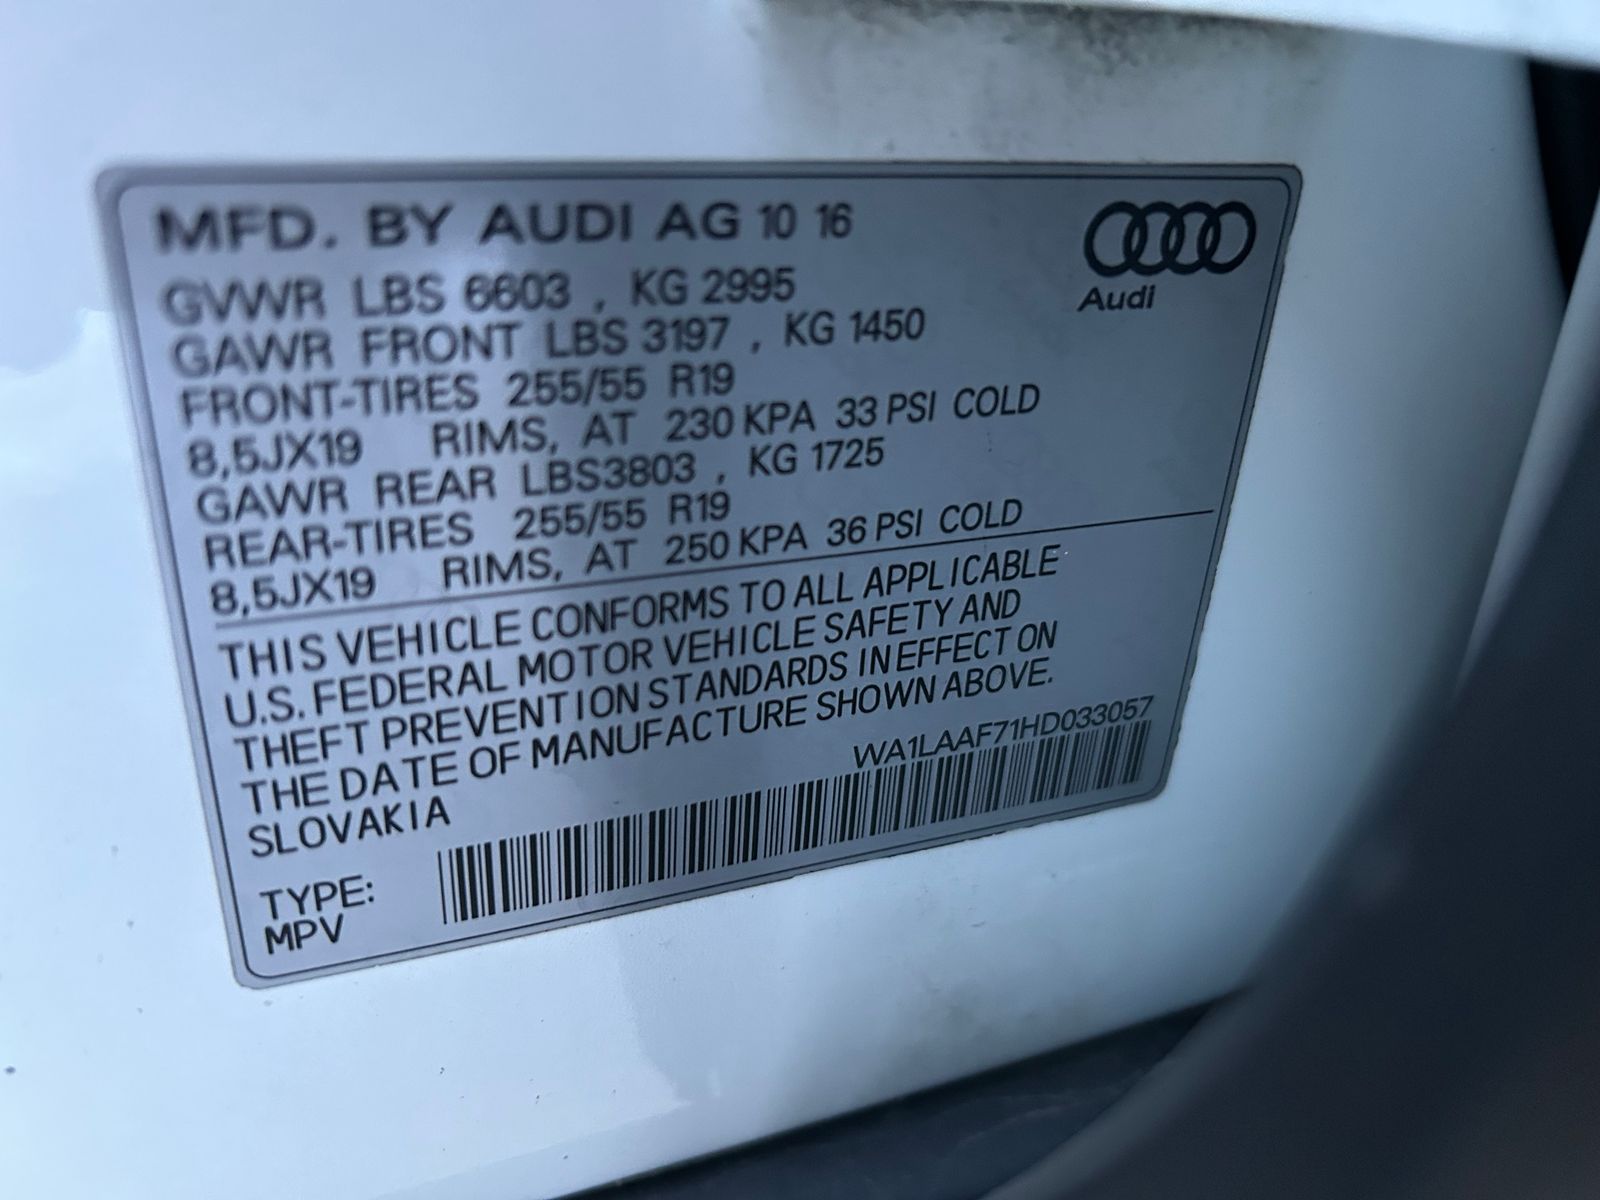 MFD. BY AUDI AG 10 16
GVWR LBS 6603 , KG 2995
GAWR FRONT LBS 3197 , KG 1450
FRONT-TIRES 255/55 R19
8,5JX19 RIMS, AT 230 KPA 33 PSI COLD
GAWR REAR LBS3803 , KG 1725
REAR-TIRES 255/55 R19
8,5JX19 RIMS, AT 250 KPA 36 PSI COLD
Audi
THIS VEHICLE CONFORMS TO ALL APPLICABLE
U.S. FEDERAL MOTOR VEHICLE SAFETY AND
THEFT PREVENTION STANDARDS IN EFFECT ON
THE DATE OF MANUFACTURE SHOWN ABOVE.
SLOVAKIA
WA1LAAF71HD033057
TYPE:
MPV